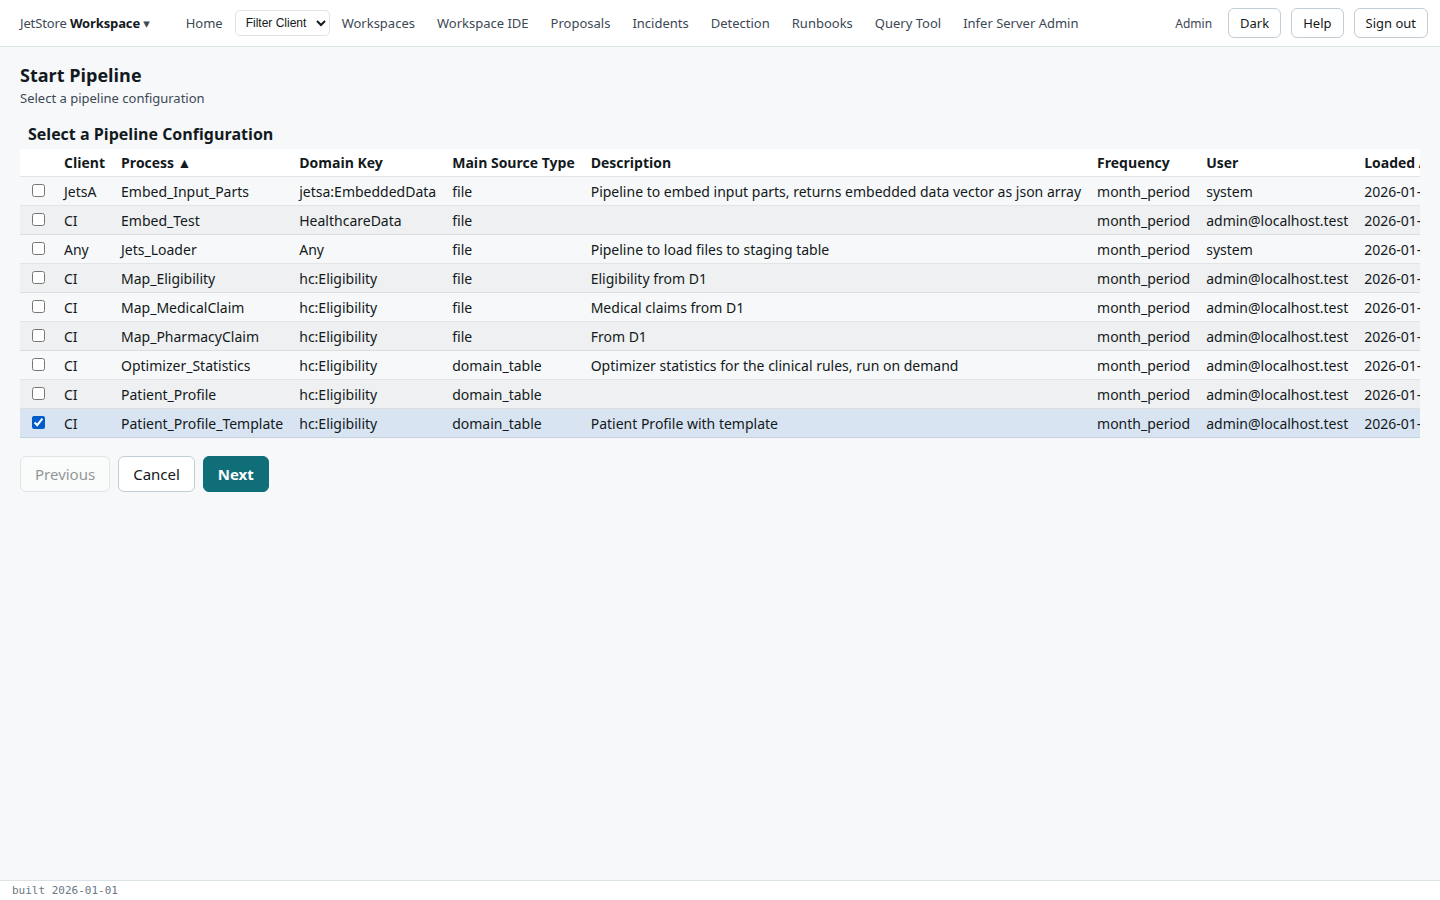 JetStore Workspace ▾ Home Filter Client Workspaces Workspace IDE Proposals Incidents Detection Runbooks Query Tool Infer Server Admin Admin Dark Help Sign out
Start Pipeline
Select a pipeline configuration
Select a Pipeline Configuration
Client Process ▲ Domain Key Main Source Type Description Frequency User Loaded
JetsA Embed_Input_Parts jetsa:EmbeddedData file Pipeline to embed input parts, returns embedded data vector as json array month_period system 2026-01-
CI Embed_Test HealthcareData file month_period admin@localhost.test 2026-01-
Any Jets_Loader Any file Pipeline to load files to staging table month_period system 2026-01-
CI Map_Eligibility hc:Eligibility file Eligibility from D1 month_period admin@localhost.test 2026-01-
CI Map_MedicalClaim hc:Eligibility file Medical claims from D1 month_period admin@localhost.test 2026-01-
CI Map_PharmacyClaim hc:Eligibility file From D1 month_period admin@localhost.test 2026-01-
CI Optimizer_Statistics hc:Eligibility domain_table Optimizer statistics for the clinical rules, run on demand month_period admin@localhost.test 2026-01-
CI Patient_Profile hc:Eligibility domain_table month_period admin@localhost.test 2026-01-
CI Patient_Profile_Template hc:Eligibility domain_table Patient Profile with template month_period admin@localhost.test 2026-01-
Previous Cancel Next
built 2026-01-01